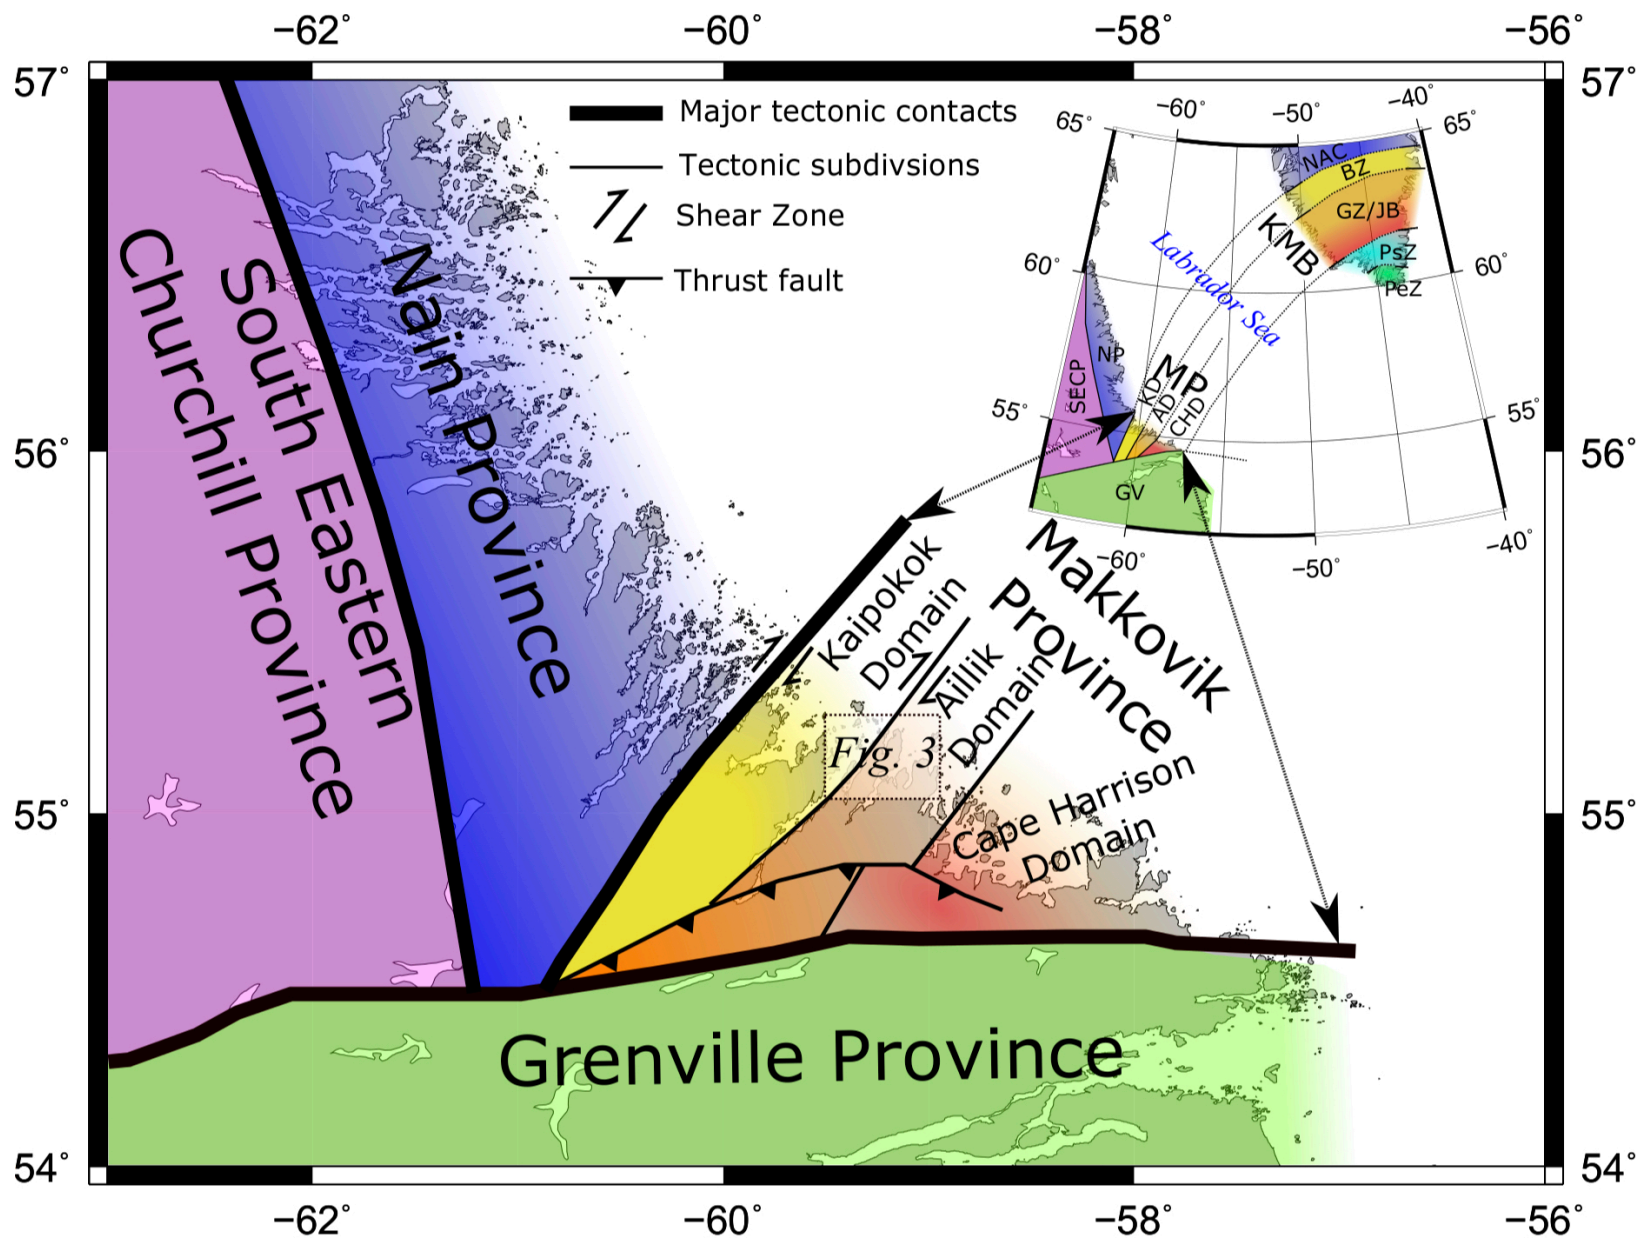 −62°
−60°
−58°
−56°
57°
57°
56°
56°
55°
55°
54°
54°
−62°
−60°
−58°
−56°
Major tectonic contacts
Tectonic subdivsions
Shear Zone
Thrust fault
South Eastern
Churchill Province
Nain Province
Kaipokok
Domain
Aillik
Domain
Makkovik
Province
Cape Harrison
Domain
Fig. 3
Grenville Province
−60°
−50°
−40°
65°
65°
60°
60°
55°
55°
−60°
−50°
−40°
NAC
BZ
GZ/JB
PsZ
PeZ
KMB
Labrador Sea
NP
SECP
MP
KD
AD
CHD
GV